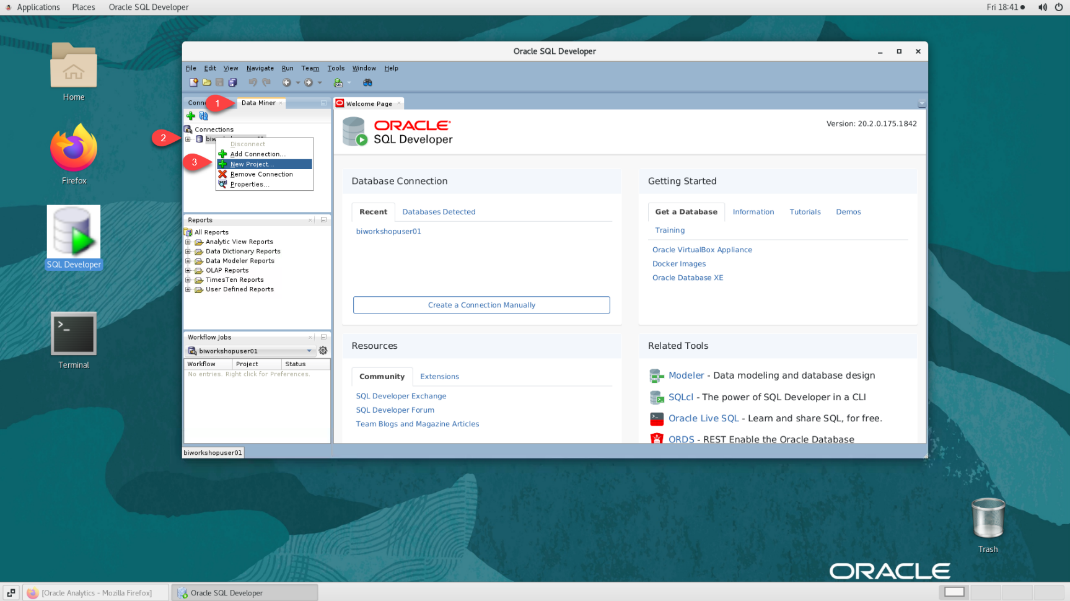 Applications Places Oracle SQL Developer Fri 18:41
Home
Firefox
SQL Developer
Terminal
Trash
ORACLE
Oracle SQL Developer
File Edit View Navigate Run Team Tools Window Help
1
Data Miner
Connections
2
Disconnect
Add Connection...
3
New Project...
Remove Connection
Properties...
Reports
All Reports
Analytic View Reports
Data Dictionary Reports
Data Modeler Reports
OLAP Reports
TimesTen Reports
User Defined Reports
Workflow Jobs
biworkshopuser01
Workflow Project Status
No entries. Right click for Preferences.
Welcome Page
ORACLE
SQL Developer
Version: 20.2.0.175.1842
Database Connection
Recent Databases Detected
biworkshopuser01
Create a Connection Manually
Getting Started
Get a Database Information Tutorials Demos
Training
Oracle VirtualBox Appliance
Docker Images
Oracle Database XE
Resources
Community Extensions
SQL Developer Exchange
SQL Developer Forum
Team Blogs and Magazine Articles
Related Tools
Modeler - Data modeling and database design
SQLcl - The power of SQL Developer in a CLI
Oracle Live SQL - Learn and share SQL, for free.
ORDS - REST Enable the Oracle Database
biworkshopuser01
[Oracle Analytics - Mozilla Firefox] Oracle SQL Developer